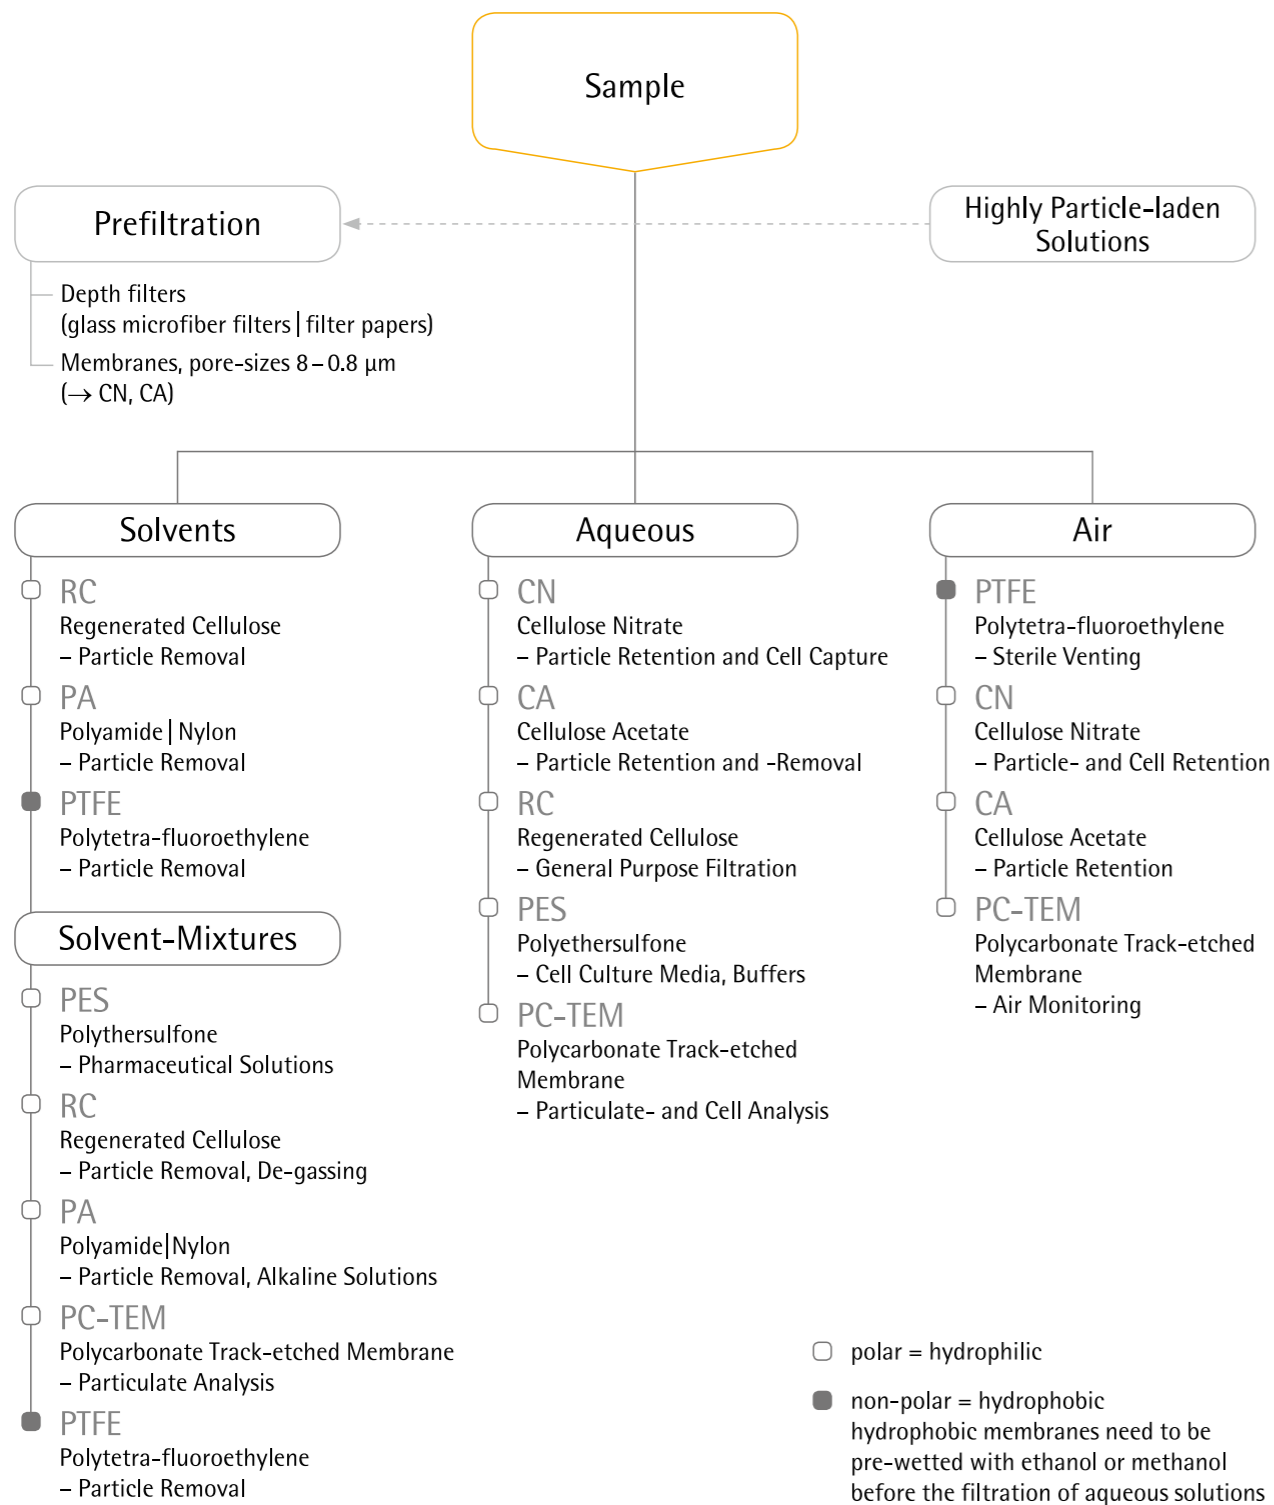 Sample
Prefiltration
Highly Particle-laden
Solutions
Depth filters
(glass microfiber filters | filter papers)
Membranes, pore-sizes 8 – 0.8 µm
(→ CN, CA)
Solvents
RC
Regenerated Cellulose
– Particle Removal
PA
Polyamide | Nylon
– Particle Removal
PTFE
Polytetra-fluoroethylene
– Particle Removal
Solvent-Mixtures
PES
Polythersulfone
– Pharmaceutical Solutions
RC
Regenerated Cellulose
– Particle Removal, De-gassing
PA
Polyamide|Nylon
– Particle Removal, Alkaline Solutions
PC-TEM
Polycarbonate Track-etched Membrane
– Particulate Analysis
PTFE
Polytetra-fluoroethylene
– Particle Removal
Aqueous
CN
Cellulose Nitrate
– Particle Retention and Cell Capture
CA
Cellulose Acetate
– Particle Retention and -Removal
RC
Regenerated Cellulose
– General Purpose Filtration
PES
Polyethersulfone
– Cell Culture Media, Buffers
PC-TEM
Polycarbonate Track-etched
Membrane
– Particulate- and Cell Analysis
Air
PTFE
Polytetra-fluoroethylene
– Sterile Venting
CN
Cellulose Nitrate
– Particle- and Cell Retention
CA
Cellulose Acetate
– Particle Retention
PC-TEM
Polycarbonate Track-etched
Membrane
– Air Monitoring
polar = hydrophilic
non-polar = hydrophobic
hydrophobic membranes need to be
pre-wetted with ethanol or methanol
before the filtration of aqueous solutions